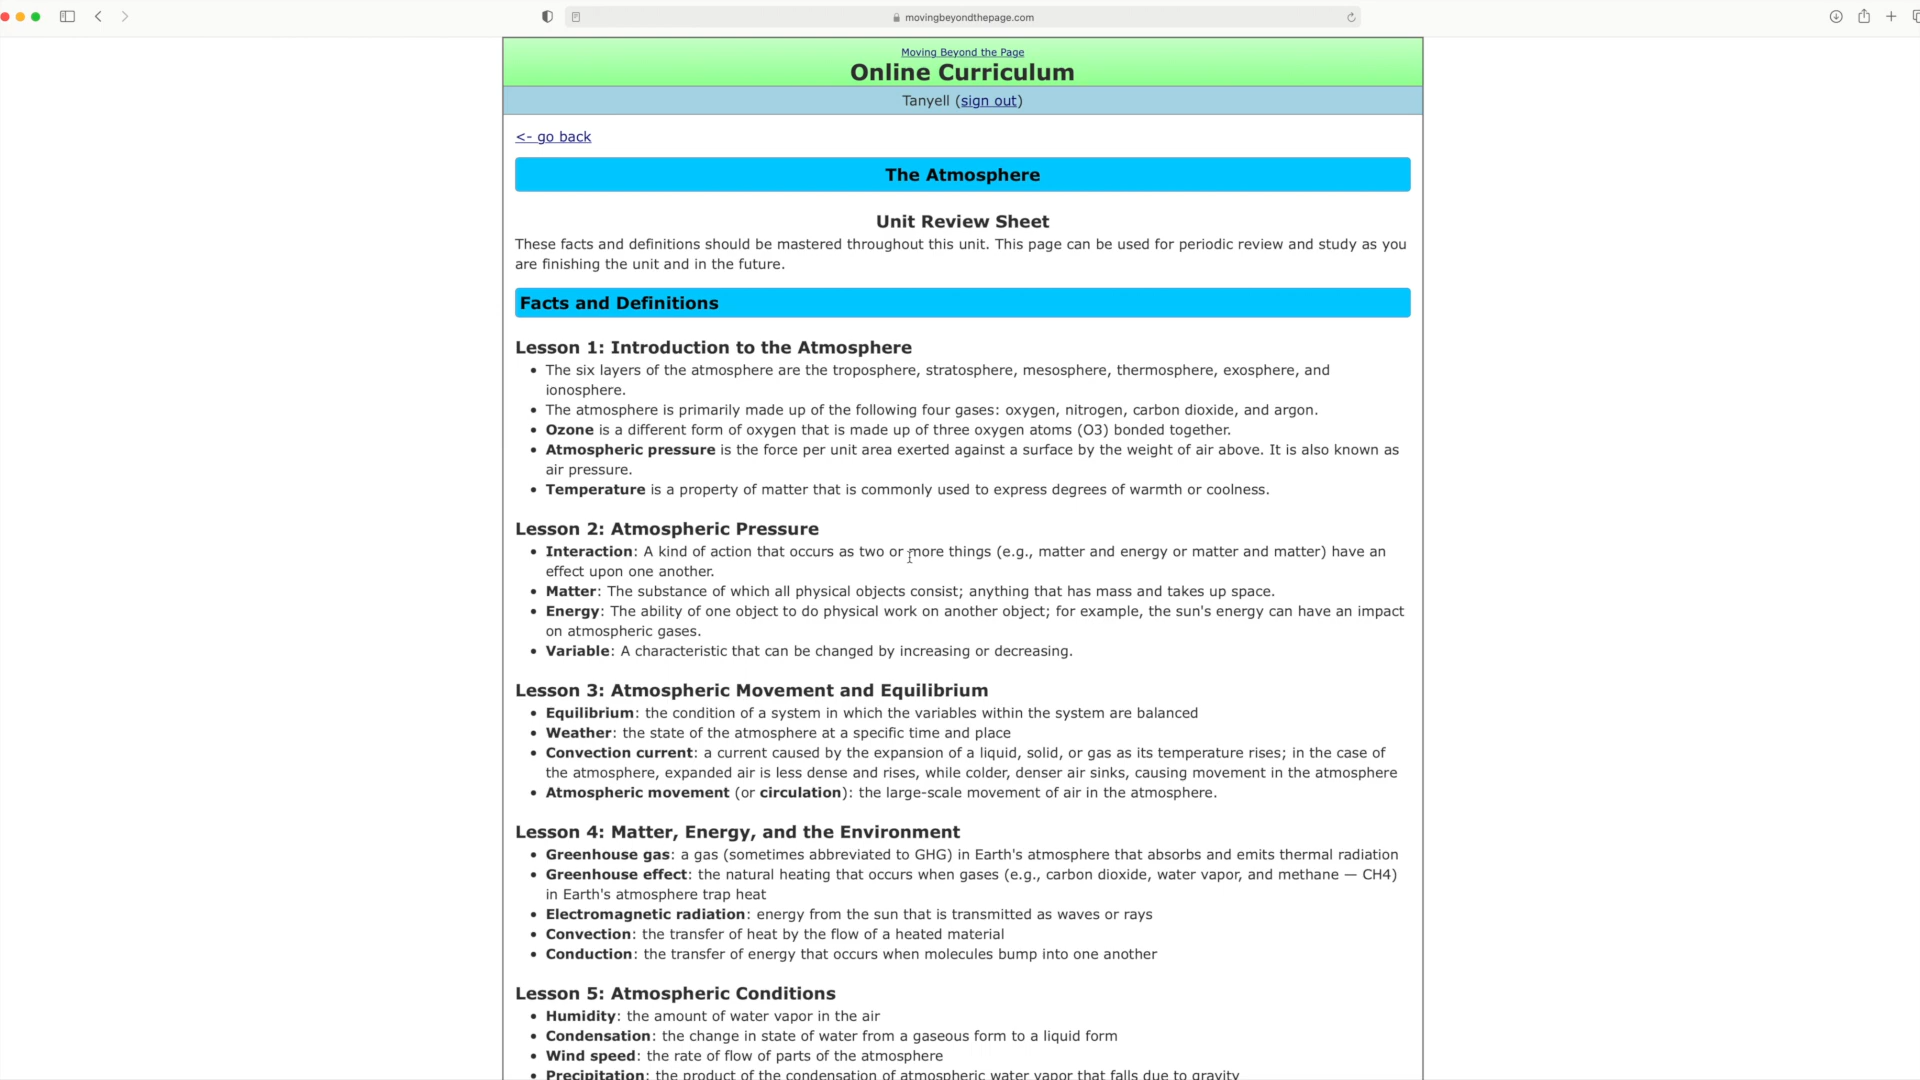 movingbeyondthepage.com
Moving Beyond the Page
Online Curriculum
Tanyell (sign out)
<- go back
The Atmosphere
Unit Review Sheet
These facts and definitions should be mastered throughout this unit. This page can be used for periodic review and study as you
are finishing the unit and in the future.
Facts and Definitions
Lesson 1: Introduction to the Atmosphere
• The six layers of the atmosphere are the troposphere, stratosphere, mesosphere, thermosphere, exosphere, and
ionosphere.
• The atmosphere is primarily made up of the following four gases: oxygen, nitrogen, carbon dioxide, and argon.
• Ozone is a different form of oxygen that is made up of three oxygen atoms (O3) bonded together.
• Atmospheric pressure is the force per unit area exerted against a surface by the weight of air above. It is also known as
air pressure.
• Temperature is a property of matter that is commonly used to express degrees of warmth or coolness.
Lesson 2: Atmospheric Pressure
• Interaction: A kind of action that occurs as two or more things (e.g., matter and energy or matter and matter) have an
effect upon one another.
• Matter: The substance of which all physical objects consist; anything that has mass and takes up space.
• Energy: The ability of one object to do physical work on another object; for example, the sun's energy can have an impact
on atmospheric gases.
• Variable: A characteristic that can be changed by increasing or decreasing.
Lesson 3: Atmospheric Movement and Equilibrium
• Equilibrium: the condition of a system in which the variables within the system are balanced
• Weather: the state of the atmosphere at a specific time and place
• Convection current: a current caused by the expansion of a liquid, solid, or gas as its temperature rises; in the case of
the atmosphere, expanded air is less dense and rises, while colder, denser air sinks, causing movement in the atmosphere
• Atmospheric movement (or circulation): the large-scale movement of air in the atmosphere.
Lesson 4: Matter, Energy, and the Environment
• Greenhouse gas: a gas (sometimes abbreviated to GHG) in Earth's atmosphere that absorbs and emits thermal radiation
• Greenhouse effect: the natural heating that occurs when gases (e.g., carbon dioxide, water vapor, and methane — CH4)
in Earth's atmosphere trap heat
• Electromagnetic radiation: energy from the sun that is transmitted as waves or rays
• Convection: the transfer of heat by the flow of a heated material
• Conduction: the transfer of energy that occurs when molecules bump into one another
Lesson 5: Atmospheric Conditions
• Humidity: the amount of water vapor in the air
• Condensation: the change in state of water from a gaseous form to a liquid form
• Wind speed: the rate of flow of parts of the atmosphere
• Precipitation: the product of the condensation of atmospheric water vapor that falls due to gravity